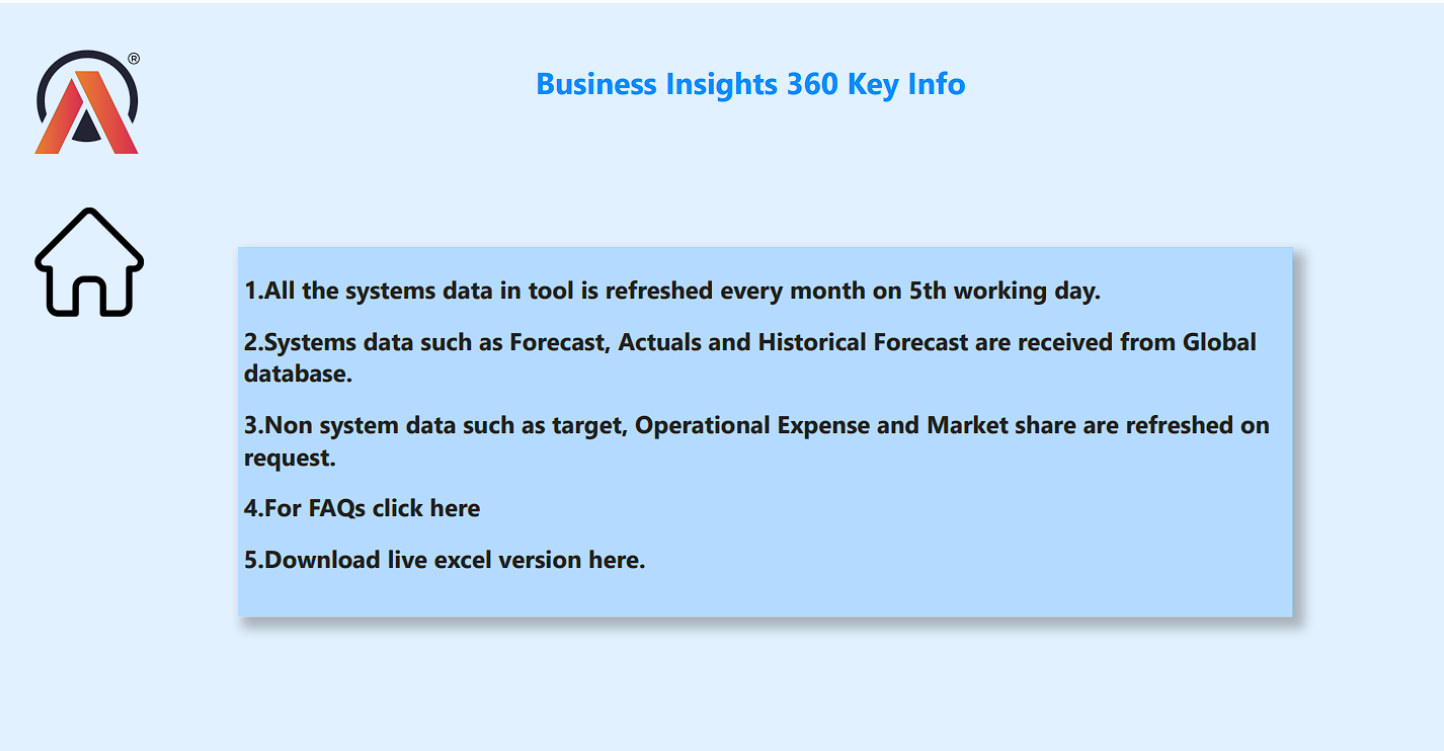 ®
Business Insights 360 Key Info
1.All the systems data in tool is refreshed every month on 5th working day.
2.Systems data such as Forecast, Actuals and Historical Forecast are received from Global
database.
3.Non system data such as target, Operational Expense and Market share are refreshed on
request.
4.For FAQs click here
5.Download live excel version here.